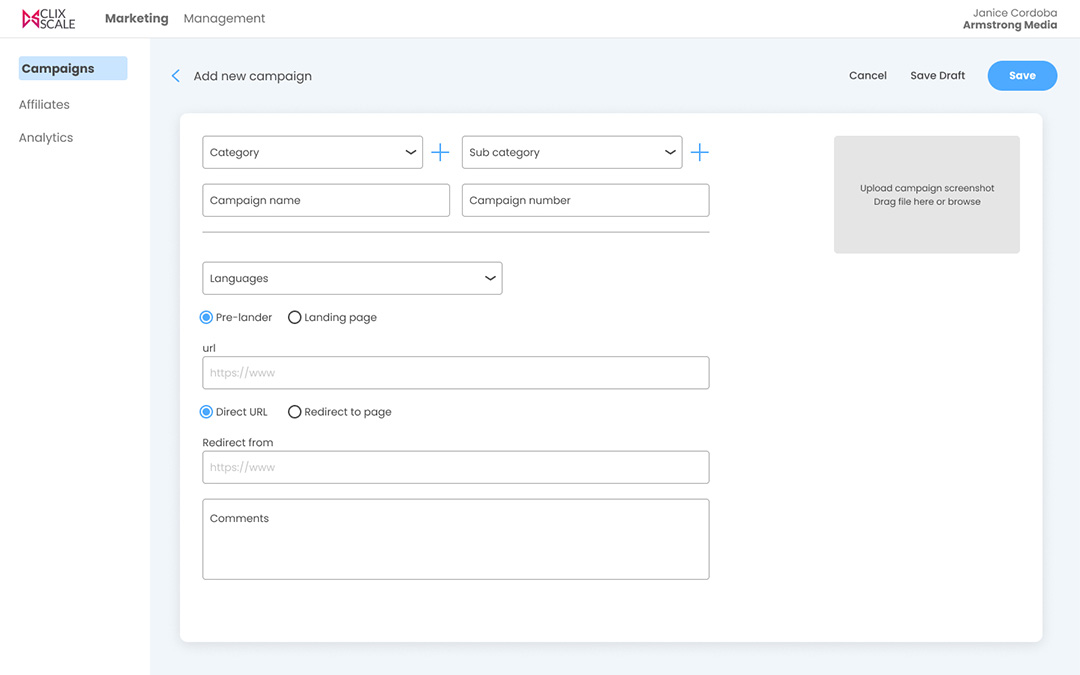 CLIX
SCALE
Marketing
Management
Janice Cordoba
Armstrong Media
Campaigns
Affiliates
Analytics
Add new campaign
Cancel
Save Draft
Save
Category
Sub category
Campaign name
Campaign number
Upload campaign screenshot
Drag file here or browse
Languages
Pre-lander
Landing page
url
https://www
Direct URL
Redirect to page
Redirect from
https://www
Comments